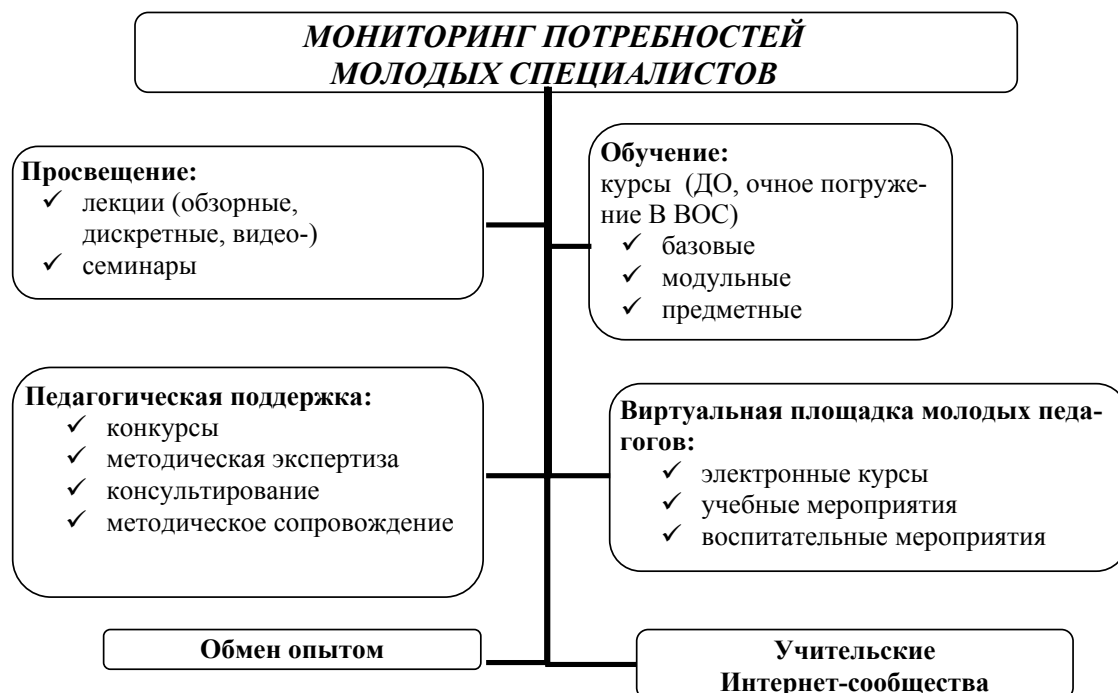 МОНИТОРИНГ ПОТРЕБНОСТЕЙ
МОЛОДЫХ СПЕЦИАЛИСТОВ
Просвещение:
✓ лекции (обзорные,
дискретные, видео-)
✓ семинары
Обучение:
курсы (ДО, очное погруже-
ние В ВОС)
✓ базовые
✓ модульные
✓ предметные
Педагогическая поддержка:
✓ конкурсы
✓ методическая экспертиза
✓ консультирование
✓ методическое сопровождение
Виртуальная площадка молодых педа-
гогов:
✓ электронные курсы
✓ учебные мероприятия
✓ воспитательные мероприятия
Обмен опытом
Учительские
Интернет-сообщества